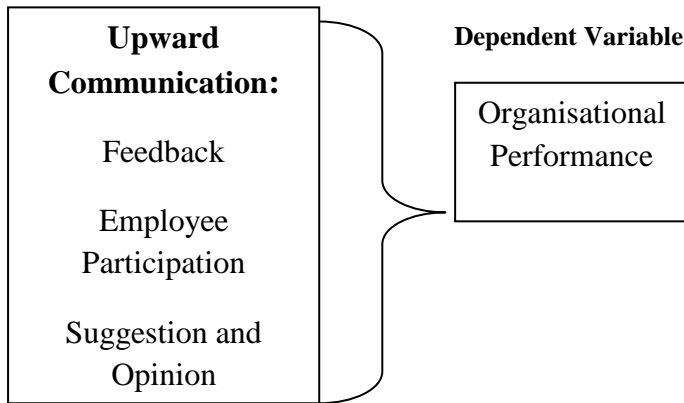 Upward
Communication:
Feedback
Employee
Participation
Suggestion and
Opinion
Dependent Variable
Organisational
Performance